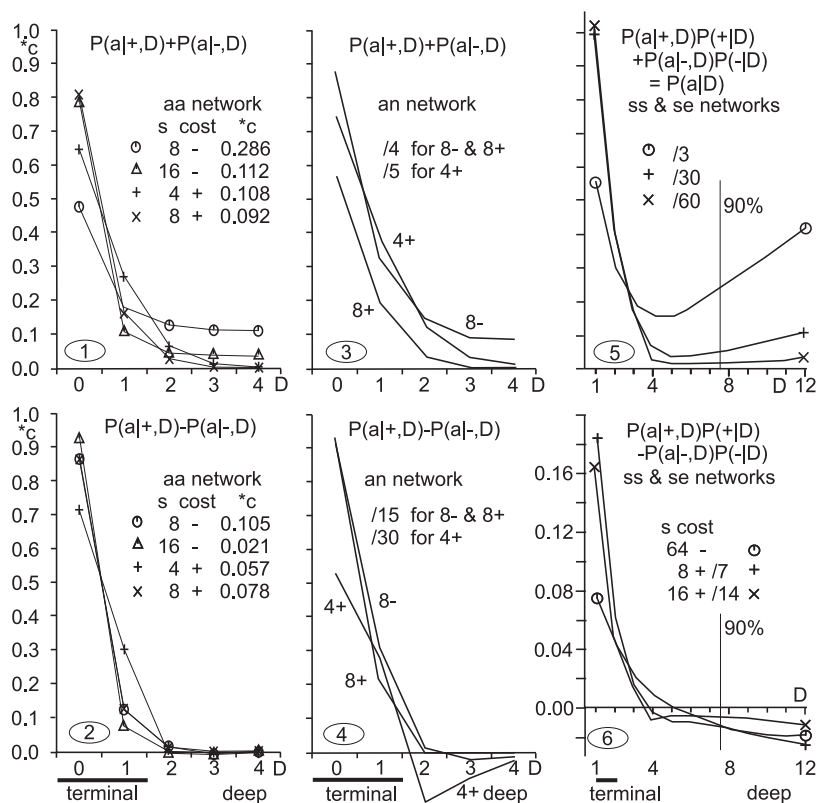 1.0
*c
0.9
0.8
0.7
0.6
0.5
0.4
0.3
0.2
0.1
0.0
P(a|+,D)+P(a|-,D)
aa network
s cost *c
8 - 0.286
16 - 0.112
4 + 0.108
8 + 0.092
1
0 1 2 3 4 D
P(a|+,D)+P(a|-,D)
an network
/4 for 8- & 8+
/5 for 4+
4+
8+
8-
3
0 1 2 3 4 D
P(a|+,D)P(+|D)
+P(a|-,D)P(-|D)
= P(a|D)
ss & se networks
/3
/30
/60
90%
5
1 4 8 D 12
1.0
*c
0.9
0.8
0.7
0.6
0.5
0.4
0.3
0.2
0.1
0.0
P(a|+,D)-P(a|-,D)
aa network
s cost *c
8 - 0.105
16 - 0.021
4 + 0.057
8 + 0.078
2
0 1 2 3 4 D
terminal deep
P(a|+,D)-P(a|-,D)
an network
/15 for 8- & 8+
/30 for 4+
4+
8-
8+
4
0 1 2 3 4 D
4+
terminal deep
P(a|+,D)P(+|D)
-P(a|-,D)P(-|D)
ss & se networks
0.16
0.12
0.08
0.04
0.00
s cost
64 -
8 + /7
16 + /14
90%
D
6
1 4 8 12
terminal deep